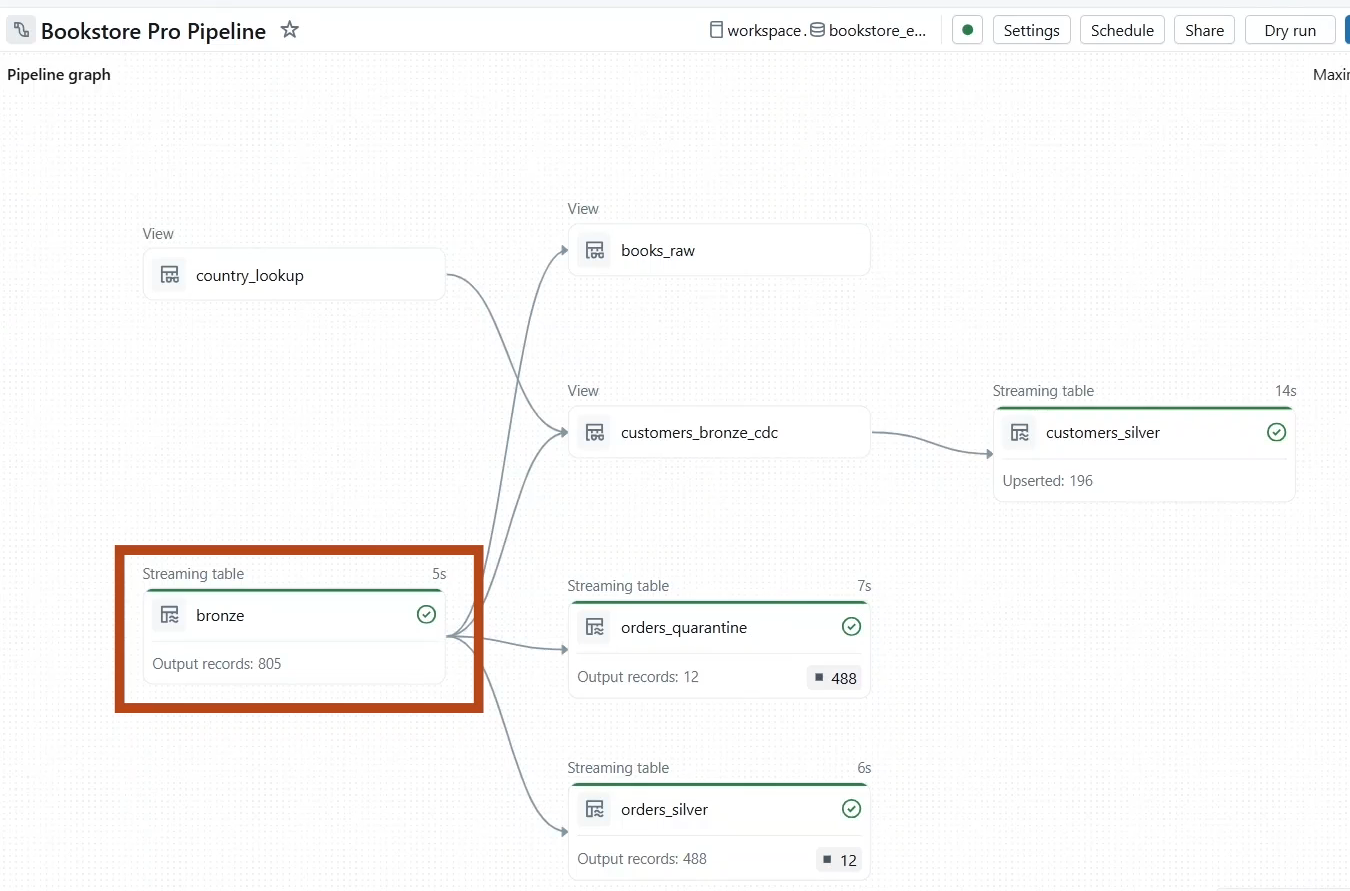 Bookstore Pro Pipeline
workspace. bookstore_e...
Settings
Schedule
Share
Dry run
Pipeline graph
Maxi
View
books_raw
View
country_lookup
View
customers_bronze_cdc
Streaming table 14s
customers_silver
Upserted: 196
Streaming table 5s
bronze
Output records: 805
Streaming table 7s
orders_quarantine
Output records: 12 488
Streaming table 6s
orders_silver
Output records: 488 12